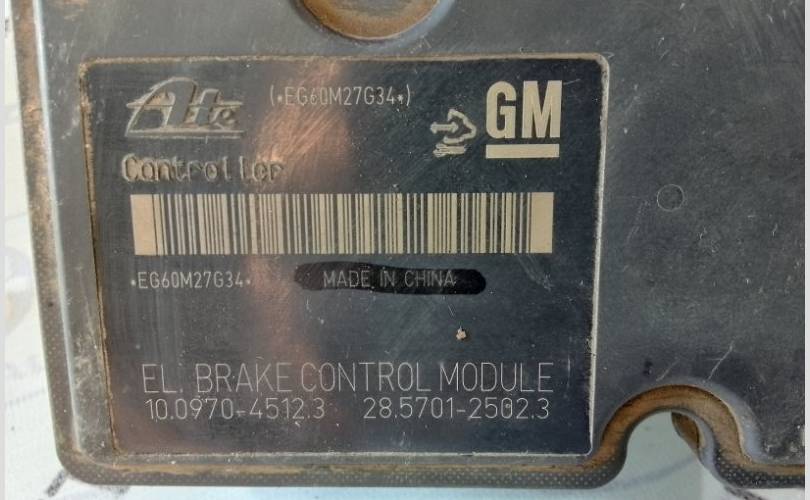 Ate (*EG60M27G34*)
GM
Controller
*EG60M27G34* MADE IN CHINA
EL. BRAKE CONTROL MODULE
10.0970-4512.3 28.5701-2502.3